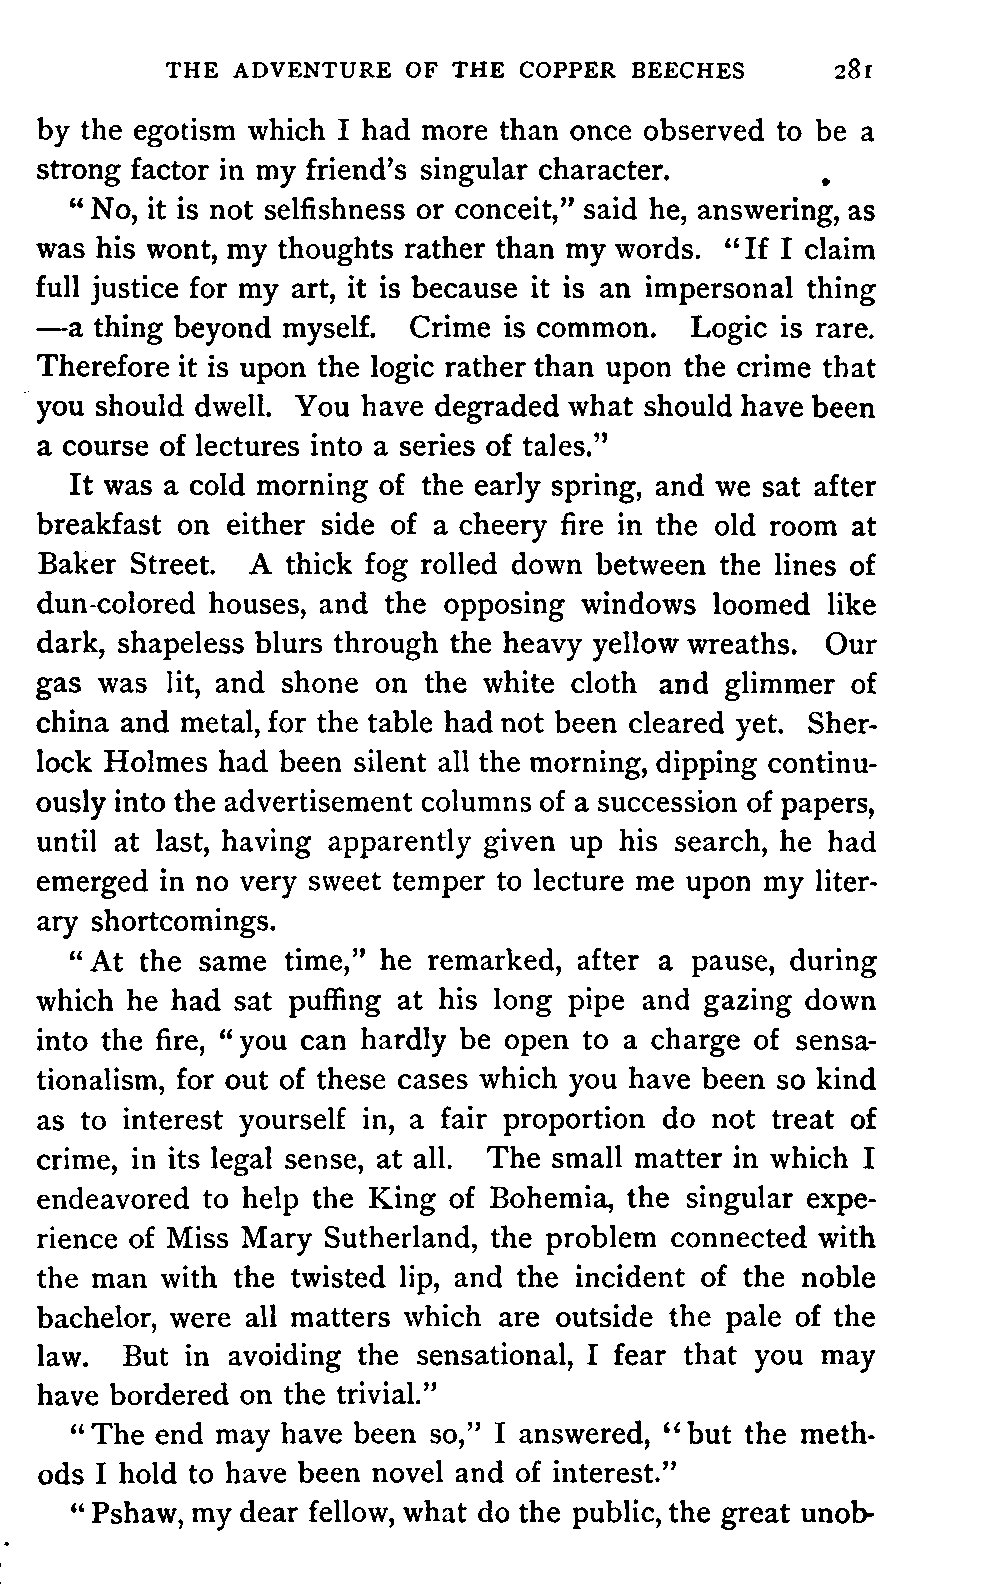 THE ADVENTURE OF THE COPPER BEECHES 281
by the egotism which I had more than once observed to be a
strong factor in my friend's singular character.
“No, it is not selfishness or conceit,” said he, answering, as
was his wont, my thoughts rather than my words. “If I claim
full justice for my art, it is because it is an impersonal thing
—a thing beyond myself. Crime is common. Logic is rare.
Therefore it is upon the logic rather than upon the crime that
you should dwell. You have degraded what should have been
a course of lectures into a series of tales.”
It was a cold morning of the early spring, and we sat after
breakfast on either side of a cheery fire in the old room at
Baker Street. A thick fog rolled down between the lines of
dun-colored houses, and the opposing windows loomed like
dark, shapeless blurs through the heavy yellow wreaths. Our
gas was lit, and shone on the white cloth and glimmer of
china and metal, for the table had not been cleared yet. Sher-
lock Holmes had been silent all the morning, dipping continu-
ously into the advertisement columns of a succession of papers,
until at last, having apparently given up his search, he had
emerged in no very sweet temper to lecture me upon my liter-
ary shortcomings.
“At the same time,” he remarked, after a pause, during
which he had sat puffing at his long pipe and gazing down
into the fire, “you can hardly be open to a charge of sensa-
tionalism, for out of these cases which you have been so kind
as to interest yourself in, a fair proportion do not treat of
crime, in its legal sense, at all. The small matter in which I
endeavored to help the King of Bohemia, the singular expe-
rience of Miss Mary Sutherland, the problem connected with
the man with the twisted lip, and the incident of the noble
bachelor, were all matters which are outside the pale of the
law. But in avoiding the sensational, I fear that you may
have bordered on the trivial.”
“The end may have been so,” I answered, “but the meth-
ods I hold to have been novel and of interest.”
“Pshaw, my dear fellow, what do the public, the great unob-